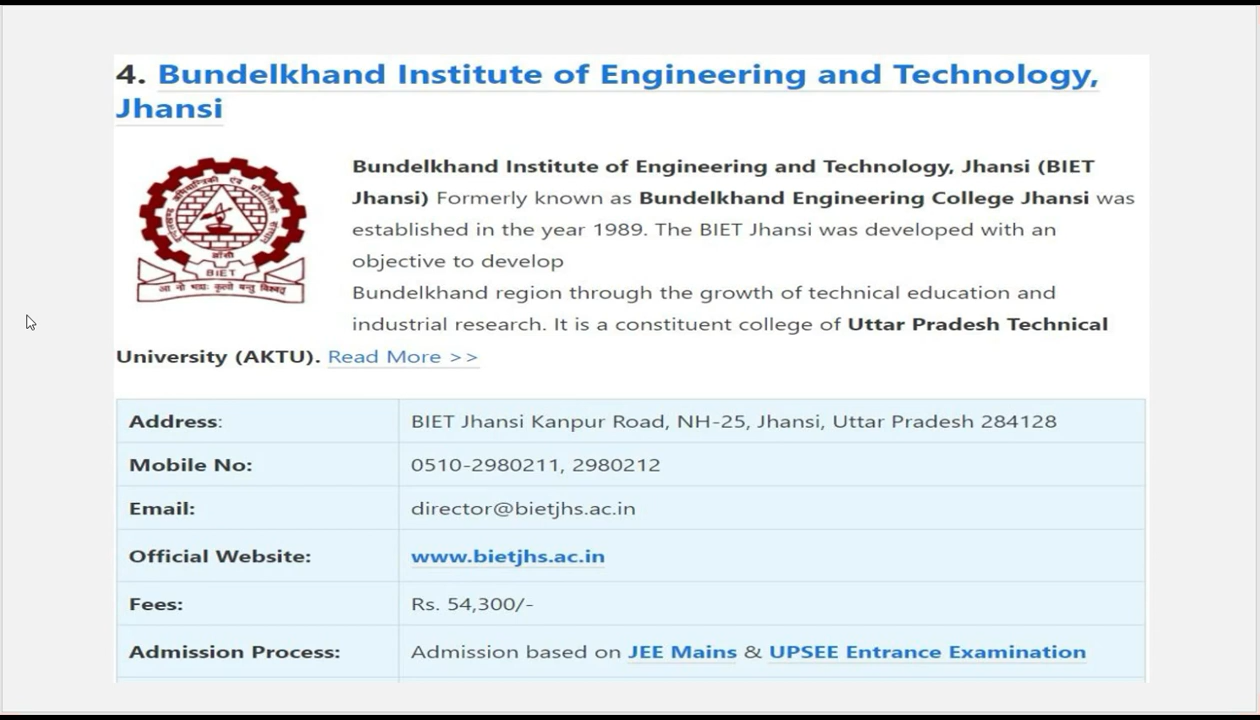 4. Bundelkhand Institute of Engineering and Technology,
Jhansi
BIET
Bundelkhand Institute of Engineering and Technology, Jhansi (BIET
Jhansi) Formerly known as Bundelkhand Engineering College Jhansi was
established in the year 1989. The BIET Jhansi was developed with an
objective to develop
Bundelkhand region through the growth of technical education and
industrial research. It is a constituent college of Uttar Pradesh Technical
University (AKTU). Read More >>
Address: BIET Jhansi Kanpur Road, NH-25, Jhansi, Uttar Pradesh 284128
Mobile No: 0510-2980211, 2980212
Email: director@bietjhs.ac.in
Official Website: www.bietjhs.ac.in
Fees: Rs. 54,300/-
Admission Process: Admission based on JEE Mains & UPSEE Entrance Examination